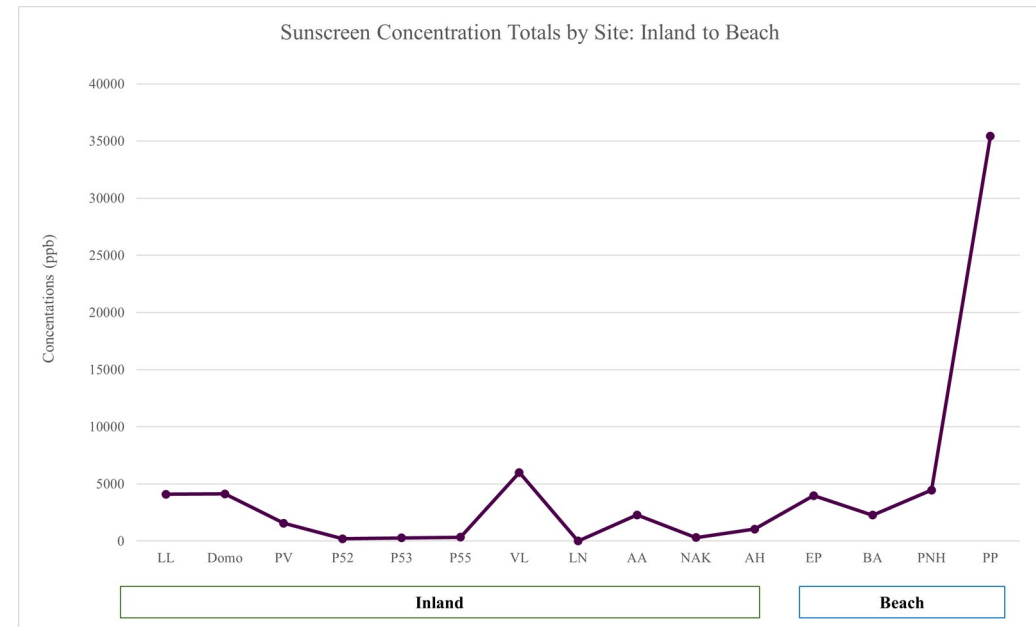 Sunscreen Concentration Totals by Site: Inland to Beach
40000
35000
30000
25000
20000
15000
10000
5000
0
Concentations (ppb)
LL Domo PV P52 P53 P55 VL LN AA NAK AH EP BA PNH PP
Inland Beach